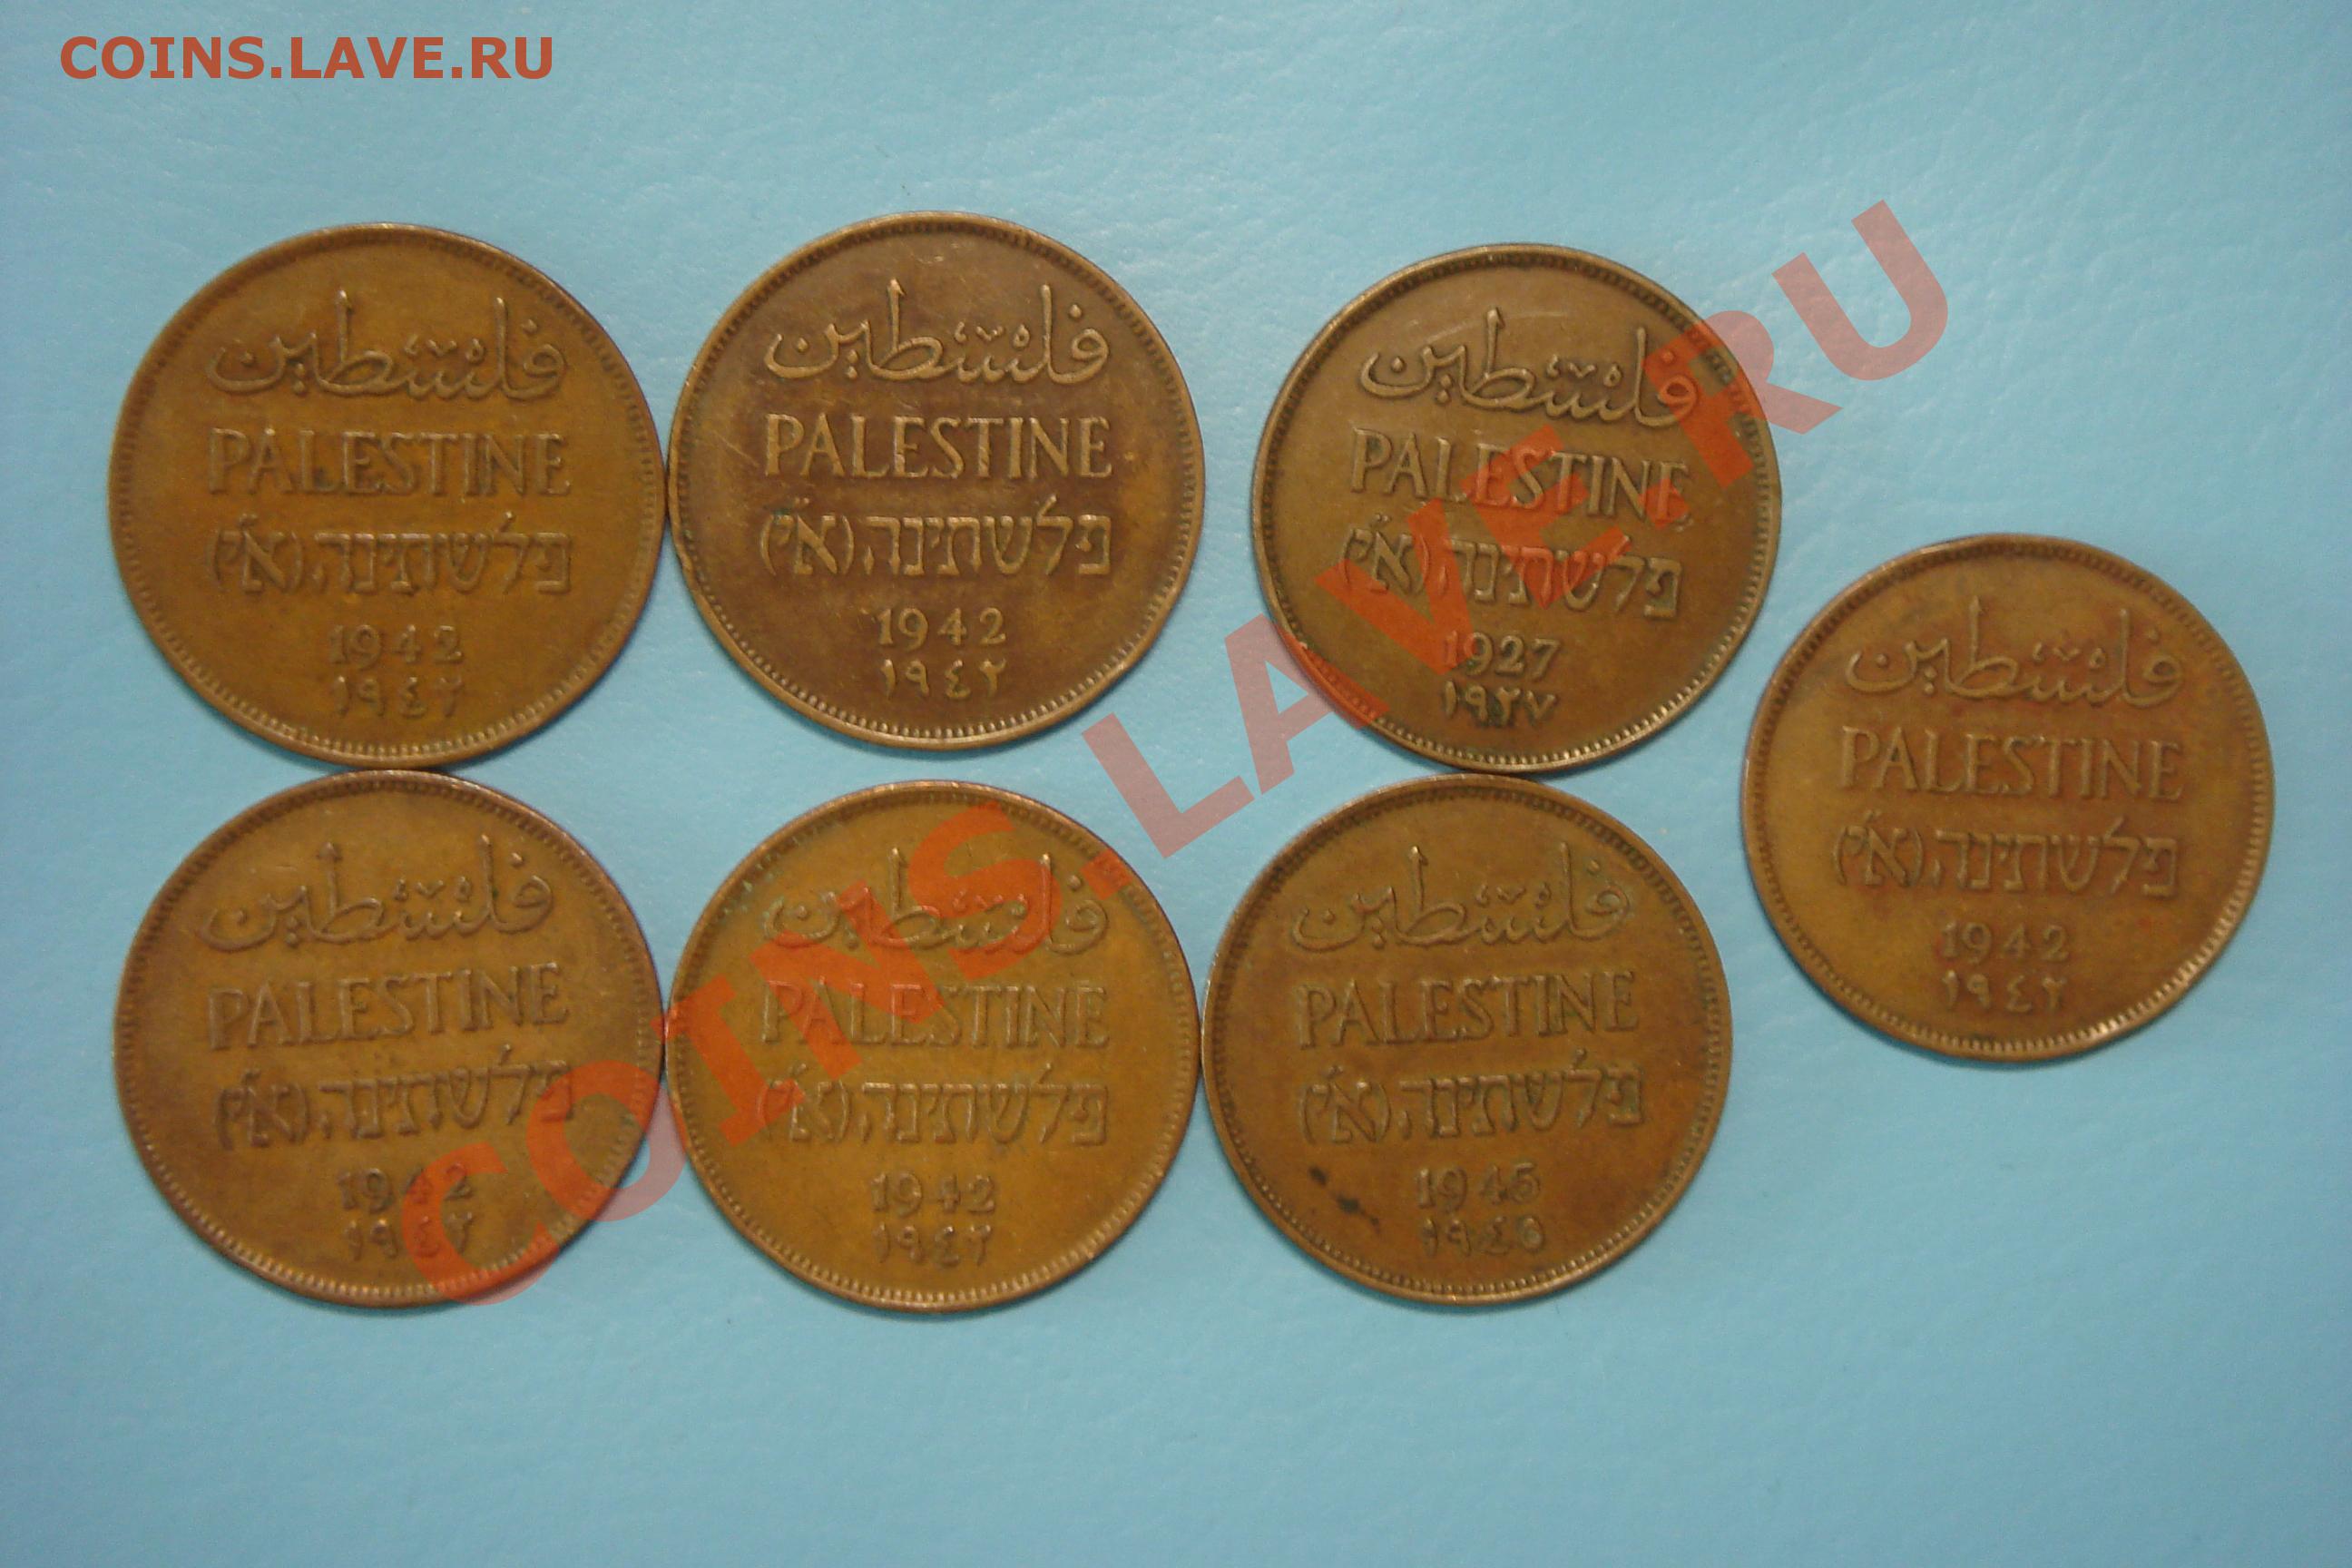 COINS.LAVE.RU
فلسطين
PALESTINE
פלשתינה (א״י)
1942
١٩٤٢
فلسطين
PALESTINE
פלשתינה (א״י)
1942
١٩٤٢
فلسطين
PALESTINE
פלשתינה (א״י)
1927
١٩٢٧
فلسطين
PALESTINE
פלשתינה (א״י)
1942
١٩٤٢
فلسطين
PALESTINE
פלשתינה (א״י)
1942
١٩٤٢
فلسطين
PALESTINE
פלשתינה (א״י)
1942
١٩٤٢
فلسطين
PALESTINE
פלשתינה (א״י)
1945
١٩٤٥
COINS.LAVE.RU